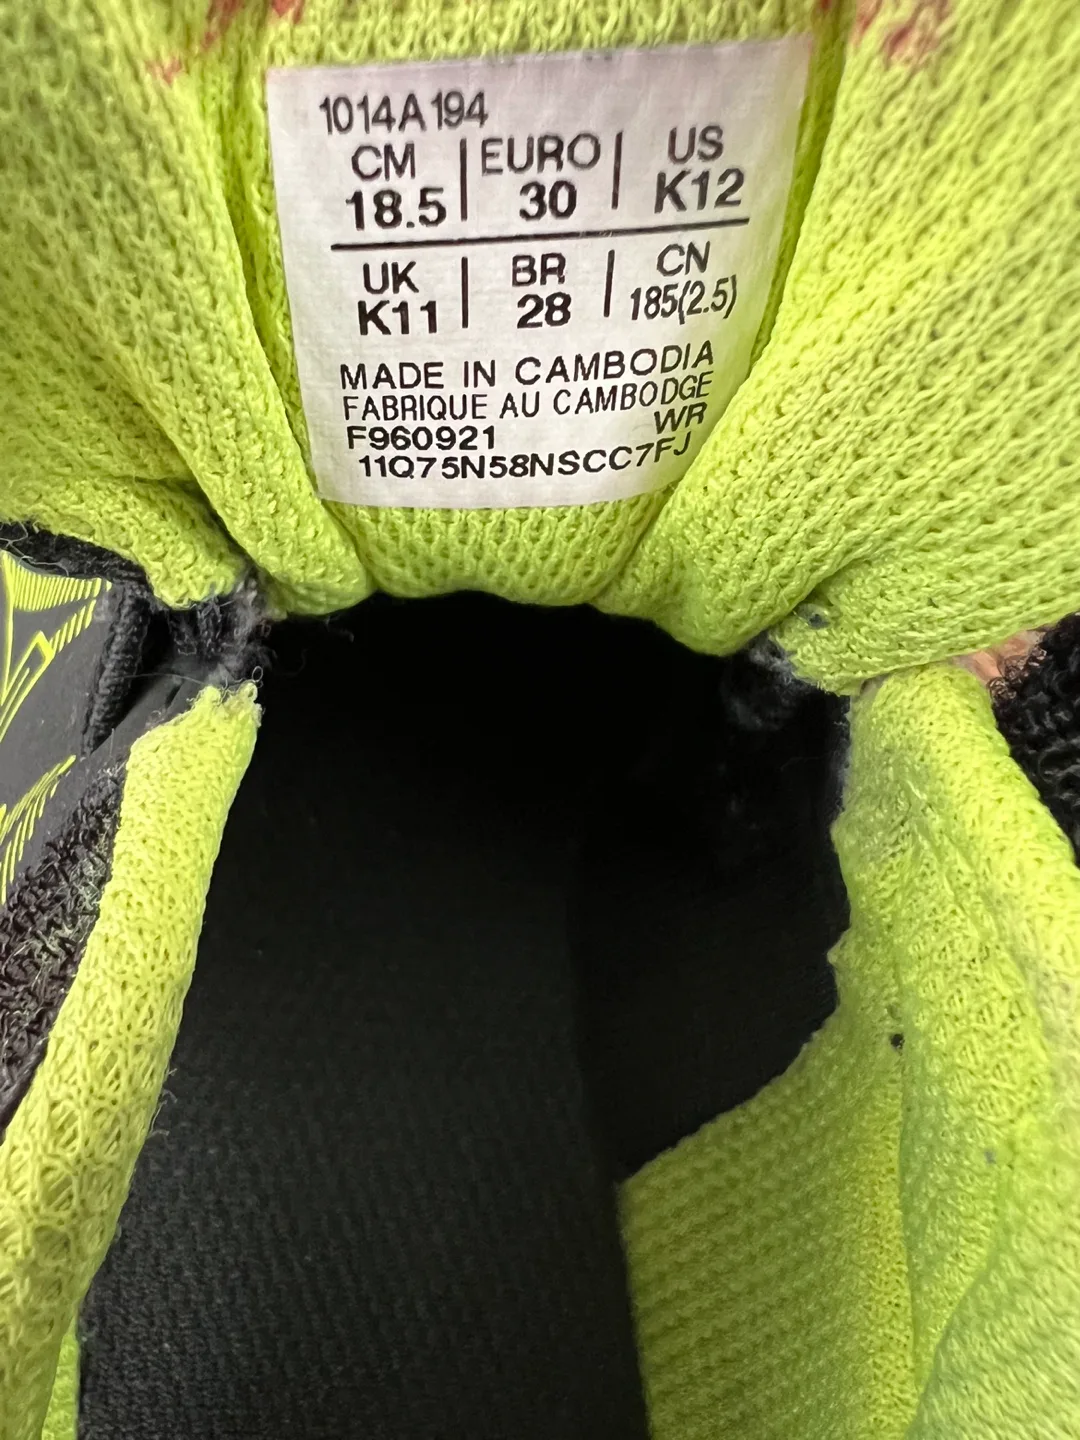 1014A194
CM | EURO | US
18.5 | 30 | K12
UK | BR | CN
K11 | 28 | 185(2.5)
MADE IN CAMBODIA
FABRIQUE AU CAMBODGE
F960921 WR
11Q75N58NSCC7FJ